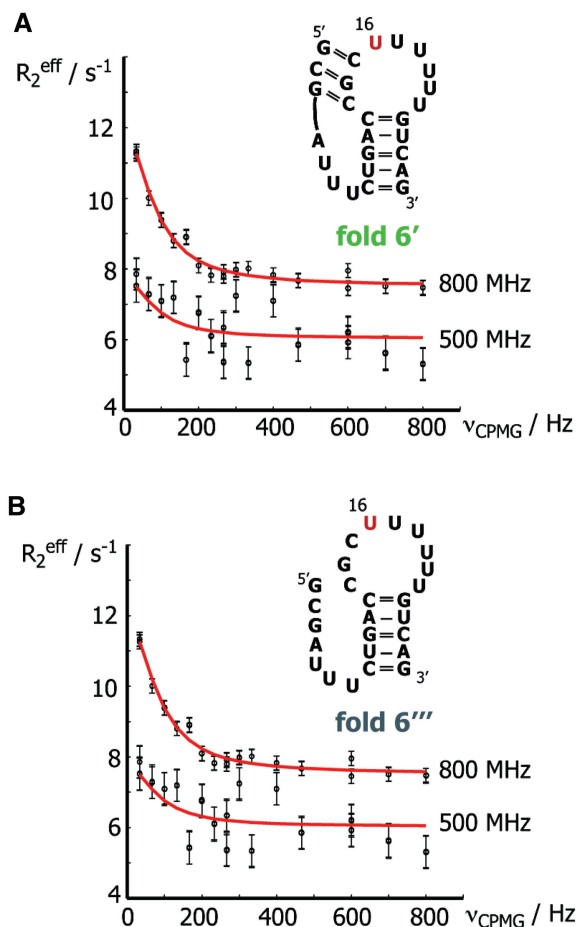 A
R₂ᵉᶠᶠ / s⁻¹
12
10
8
6
4
0
200
400
600
800
νCPMG / Hz
800 MHz
500 MHz
fold 6′
16
5′
G C U U U U U U
C G
G C
A U U U
C G
A U
G C
U A
C G
3′
B
R₂ᵉᶠᶠ / s⁻¹
12
10
8
6
4
0
200
400
600
800
νCPMG / Hz
800 MHz
500 MHz
fold 6‴
16
U U U U U U
C
G
C
5′
G
C
G
A
U
U
U
C G
A U
G C
U A
C G
3′